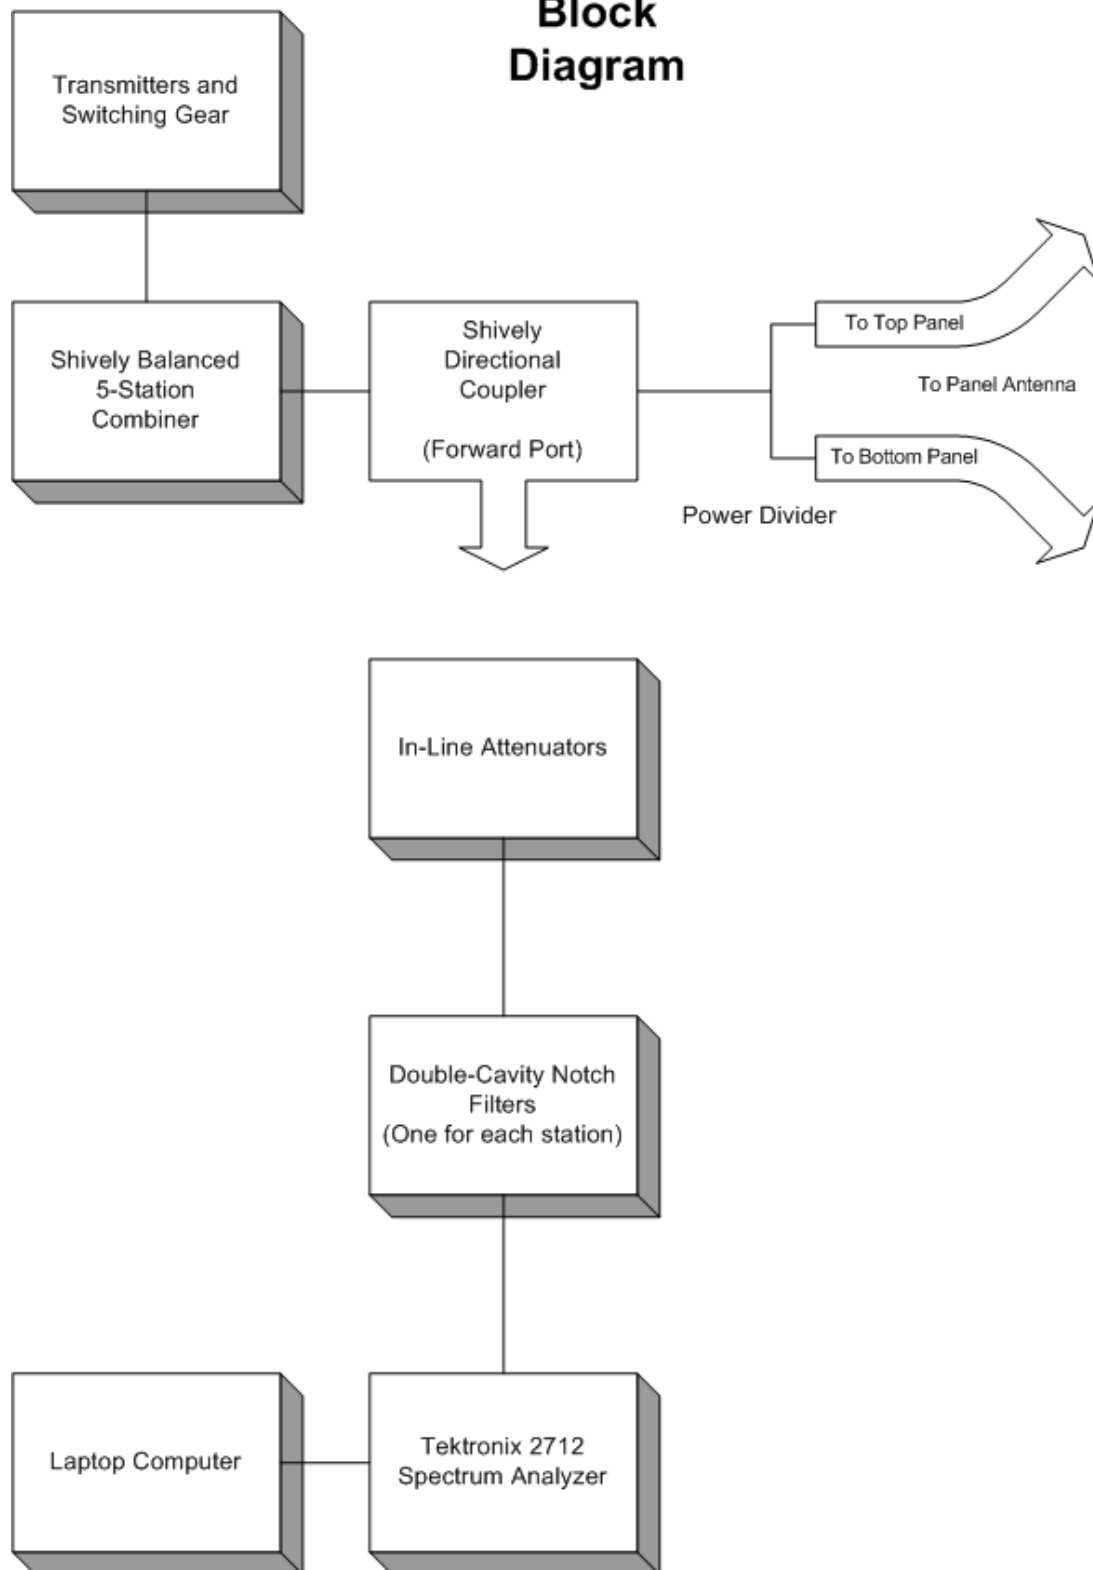 Block
Diagram
Transmitters and
Switching Gear
Shively Balanced
5-Station
Combiner
Shively
Directional
Coupler
(Forward Port)
To Top Panel
To Panel Antenna
To Bottom Panel
Power Divider
In-Line Attenuators
Double-Cavity Notch
Filters
(One for each station)
Laptop Computer
Tektronix 2712
Spectrum Analyzer